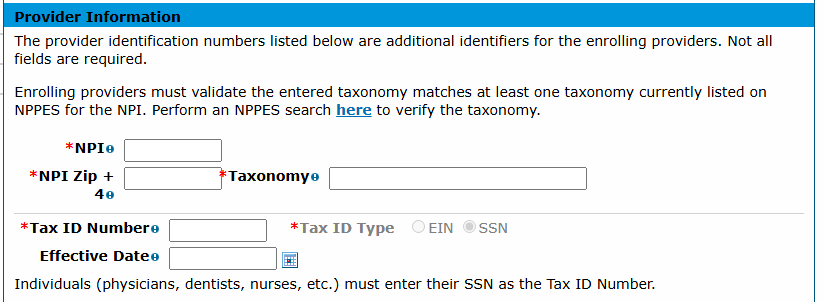 Provider Information
The provider identification numbers listed below are additional identifiers for the enrolling providers. Not all
fields are required.
Enrolling providers must validate the entered taxonomy matches at least one taxonomy currently listed on
NPPES for the NPI. Perform an NPPES search here to verify the taxonomy.
*NPI
*NPI Zip + *Taxonomy
4
*Tax ID Number *Tax ID Type EIN SSN
Effective Date
Individuals (physicians, dentists, nurses, etc.) must enter their SSN as the Tax ID Number.